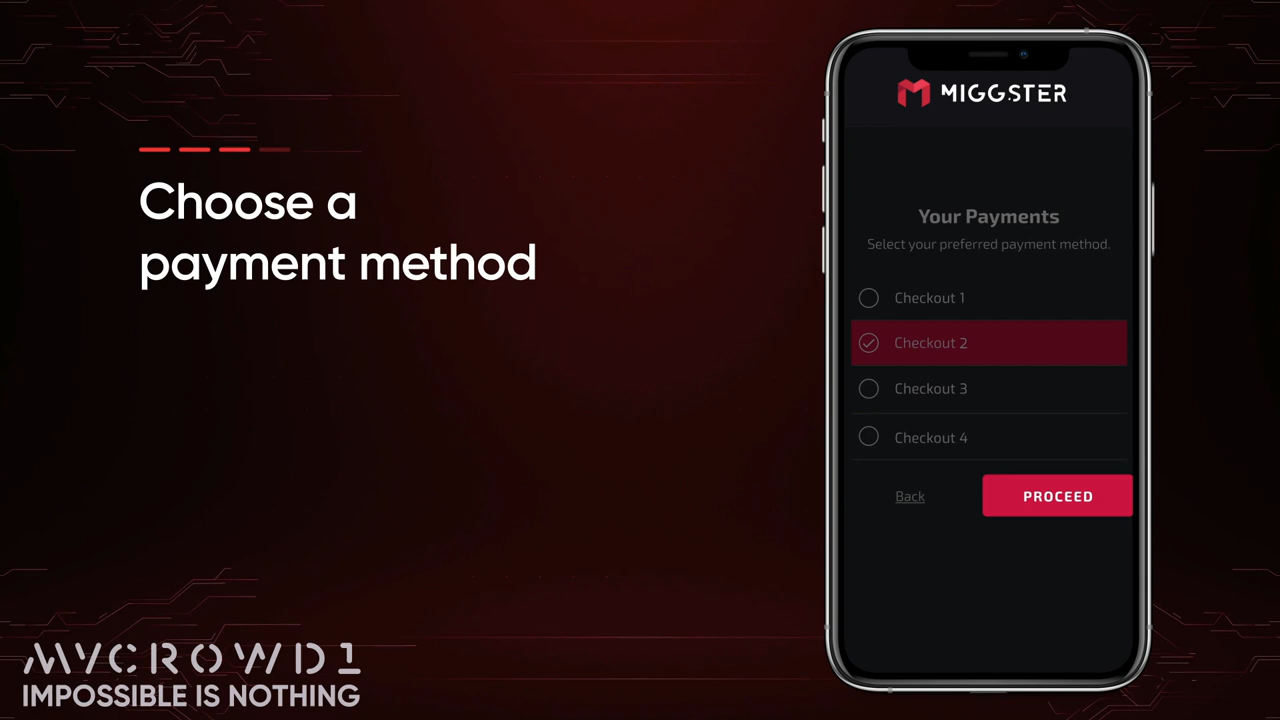 Choose a
payment method
MIGGSTER
Your Payments
Select your preferred payment method.
Checkout 1
Checkout 2
Checkout 3
Checkout 4
Back
PROCEED
MYCROWD1
IMPOSSIBLE IS NOTHING